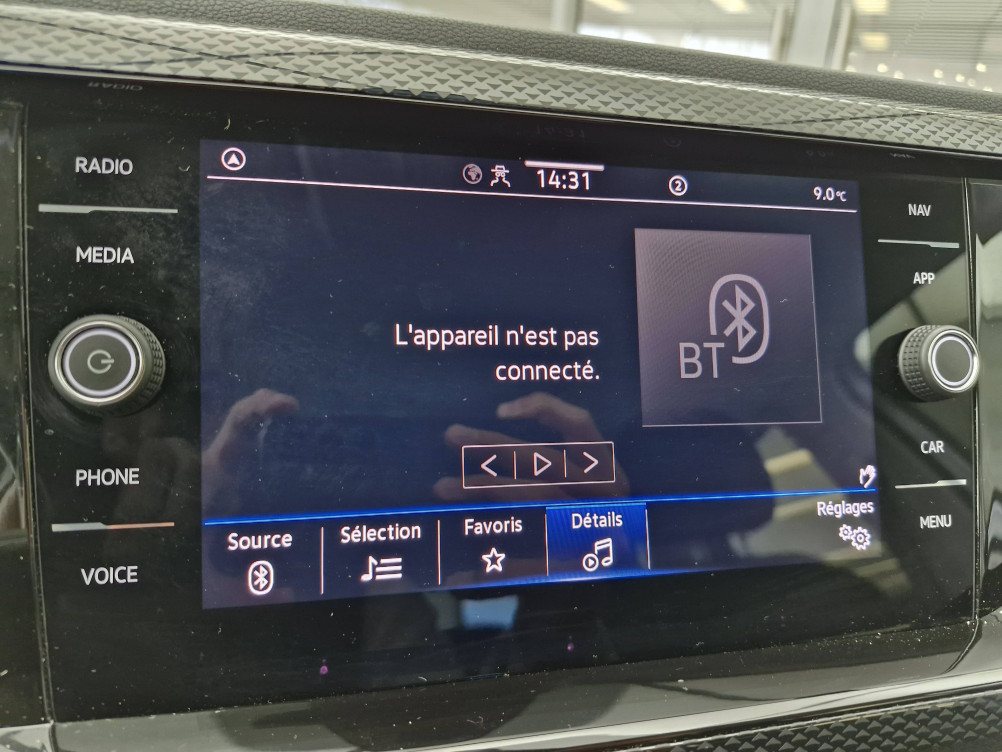 RADIO
MEDIA
PHONE
VOICE
14:31
2
9.0°C
L'appareil n'est pas
connecté.
BT
Source
Sélection
Favoris
Détails
Réglages
NAV
APP
CAR
MENU